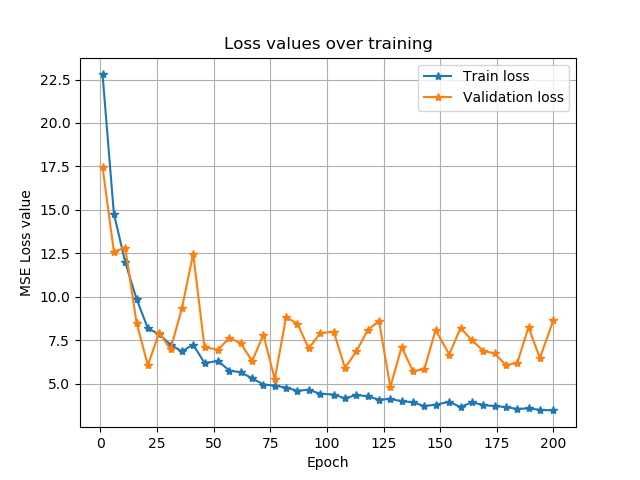 Loss values over training
Train loss
Validation loss
MSE Loss value
22.5
20.0
17.5
15.0
12.5
10.0
7.5
5.0
0 25 50 75 100 125 150 175 200
Epoch